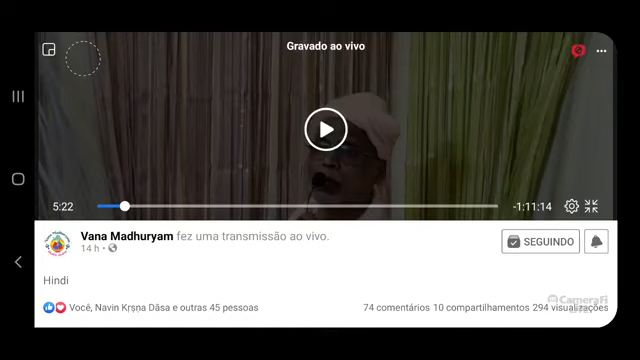 Gravado ao vivo
5:22
-1:11:14
Vana Madhuryam fez uma transmissão ao vivo.
14 h
SEGUINDO
Hindi
Você, Navin Kṛṣṇa Dāsa e outras 45 pessoas
74 comentários 10 compartilhamentos 294 visualizações
CameraFi